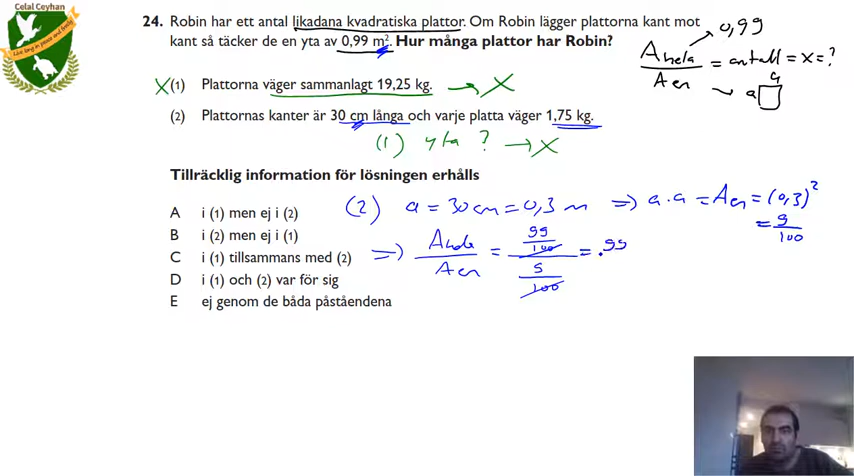 Celal Ceyhan
24. Robin har ett antal likadana kvadratiska plattor. Om Robin lägger plattorna kant mot
kant så täcker de en yta av 0,99 m². Hur många plattor har Robin?
0,99
A hela / A en = antall = x = ?
a
a
X (1) Plattorna väger sammanlagt 19,25 kg. → X
(2) Plattornas kanter är 30 cm långa och varje platta väger 1,75 kg.
(1) yta ? → X
Tillräcklig information för lösningen erhålls
A i (1) men ej i (2)
B i (2) men ej i (1)
C i (1) tillsammans med (2)
D i (1) och (2) var för sig
E ej genom de båda påståendena
(2) a = 30 cm = 0,3 m ⇒ a.a = A en = (0,3)²
= 9/100
⇒ A hela / A en = 99/100 / 9/100 = .99